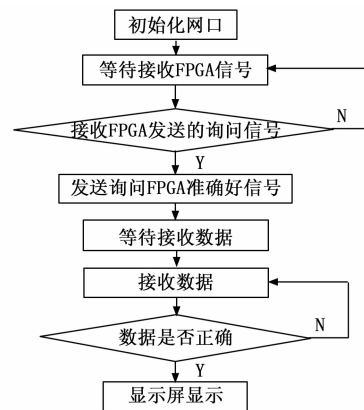 初始化网口
等待接收FPGA信号
接收FPGA发送的询问信号
N
Y
发送询问FPGA准确好信号
等待接收数据
接收数据
数据是否正确
N
Y
显示屏显示